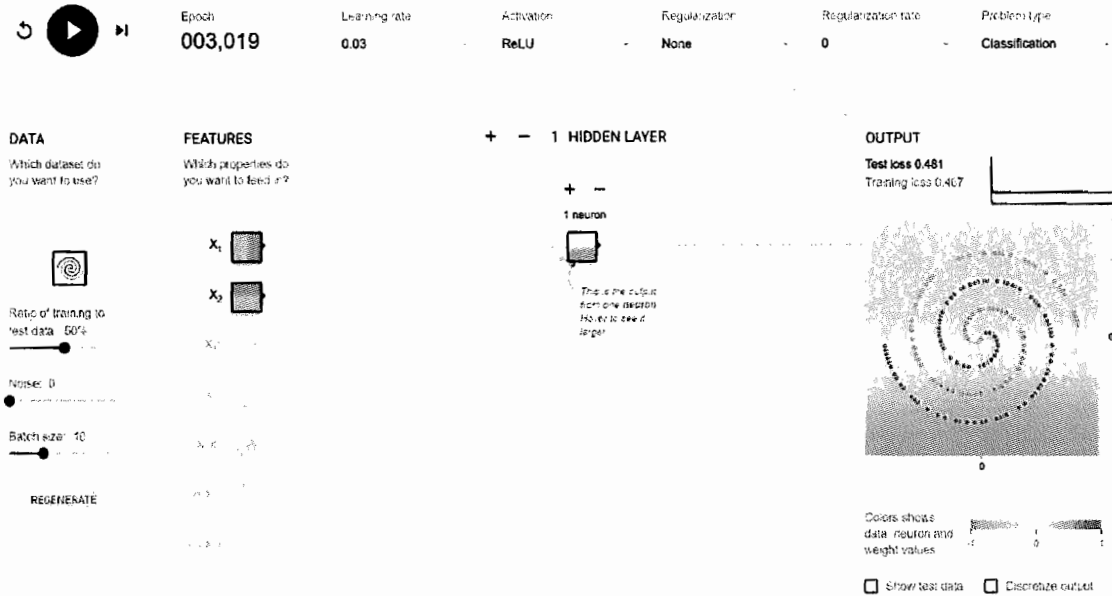 Epoch
003,019
Learning rate
0.03
Activation
ReLU
Regularization
None
Regularization rate
0
Problem type
Classification
DATA
Which dataset do
you want to use?
Ratio of training to
test data: 50%
Noise: 0
Batch size: 10
REGENERATE
FEATURES
Which properties do
you want to feed in?
X₁
X₂
+ − 1 HIDDEN LAYER
+ −
1 neuron
This is the output
from one neuron.
Hover to see it
larger
OUTPUT
Test loss 0.481
Training loss 0.467
0
Colors shows
data, neuron and
weight values
-1 0 1
Show test data
Discretize output